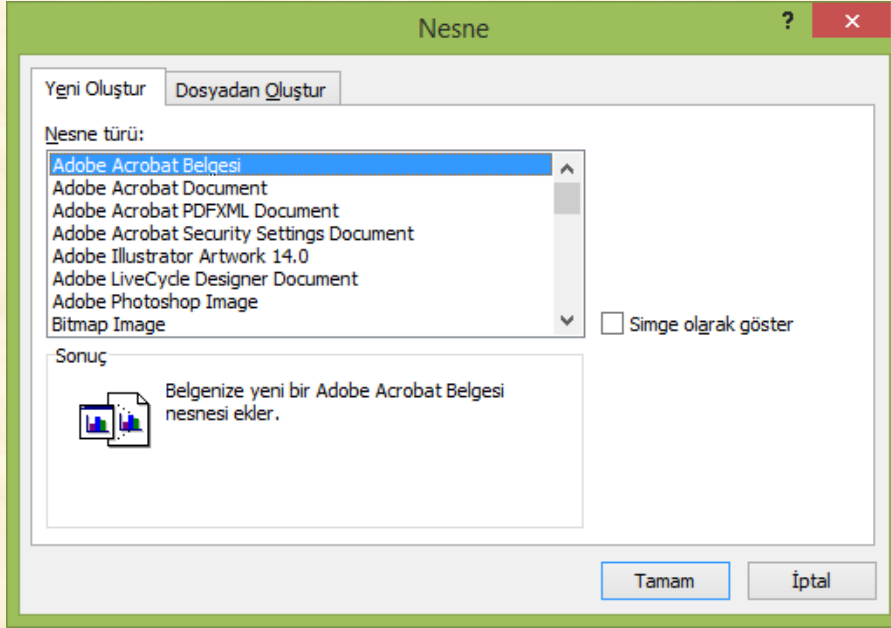 Nesne
?
Yeni Oluştur
Dosyadan Oluştur
Nesne türü:
Adobe Acrobat Belgesi
Adobe Acrobat Document
Adobe Acrobat PDFXML Document
Adobe Acrobat Security Settings Document
Adobe Illustrator Artwork 14.0
Adobe LiveCycle Designer Document
Adobe Photoshop Image
Bitmap Image
Simge olarak göster
Sonuç
Belgenize yeni bir Adobe Acrobat Belgesi
nesnesi ekler.
Tamam
İptal